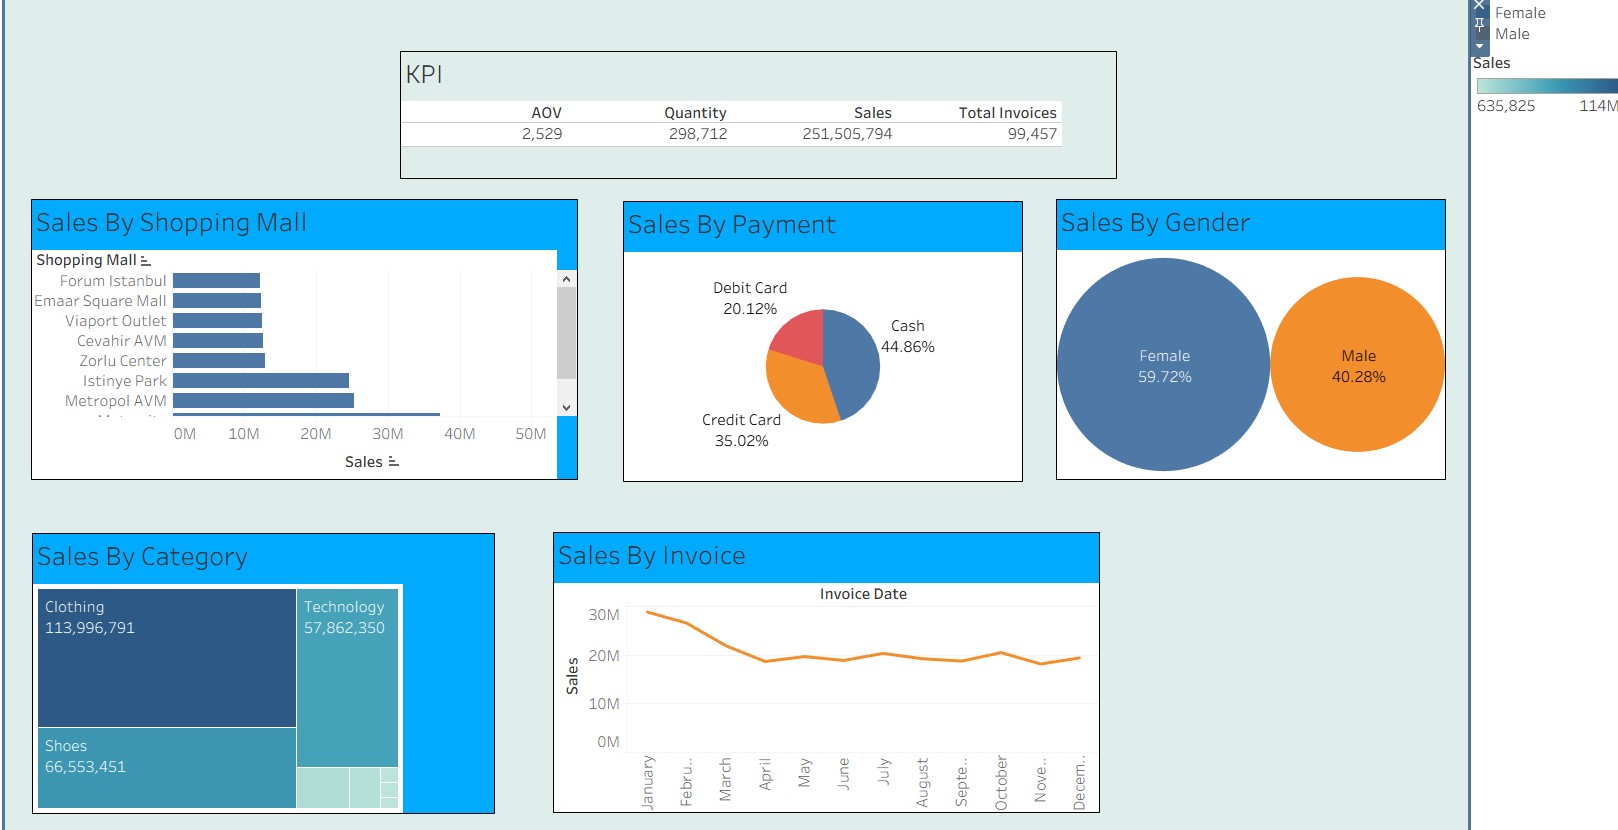 Female
Male
Sales
635,825 114M
KPI
AOV Quantity Sales Total Invoices
2,529 298,712 251,505,794 99,457
Sales By Shopping Mall
Shopping Mall
Forum Istanbul
Emaar Square Mall
Viaport Outlet
Cevahir AVM
Zorlu Center
Istinye Park
Metropol AVM
0M 10M 20M 30M 40M 50M
Sales
Sales By Payment
Debit Card
20.12%
Cash
44.86%
Credit Card
35.02%
Sales By Gender
Female
59.72%
Male
40.28%
Sales By Category
Clothing
113,996,791
Technology
57,862,350
Shoes
66,553,451
Sales By Invoice
Invoice Date
30M
20M
10M
0M
Sales
January
Febru..
March
April
May
June
July
August
Septe..
October
Nove..
Decem..